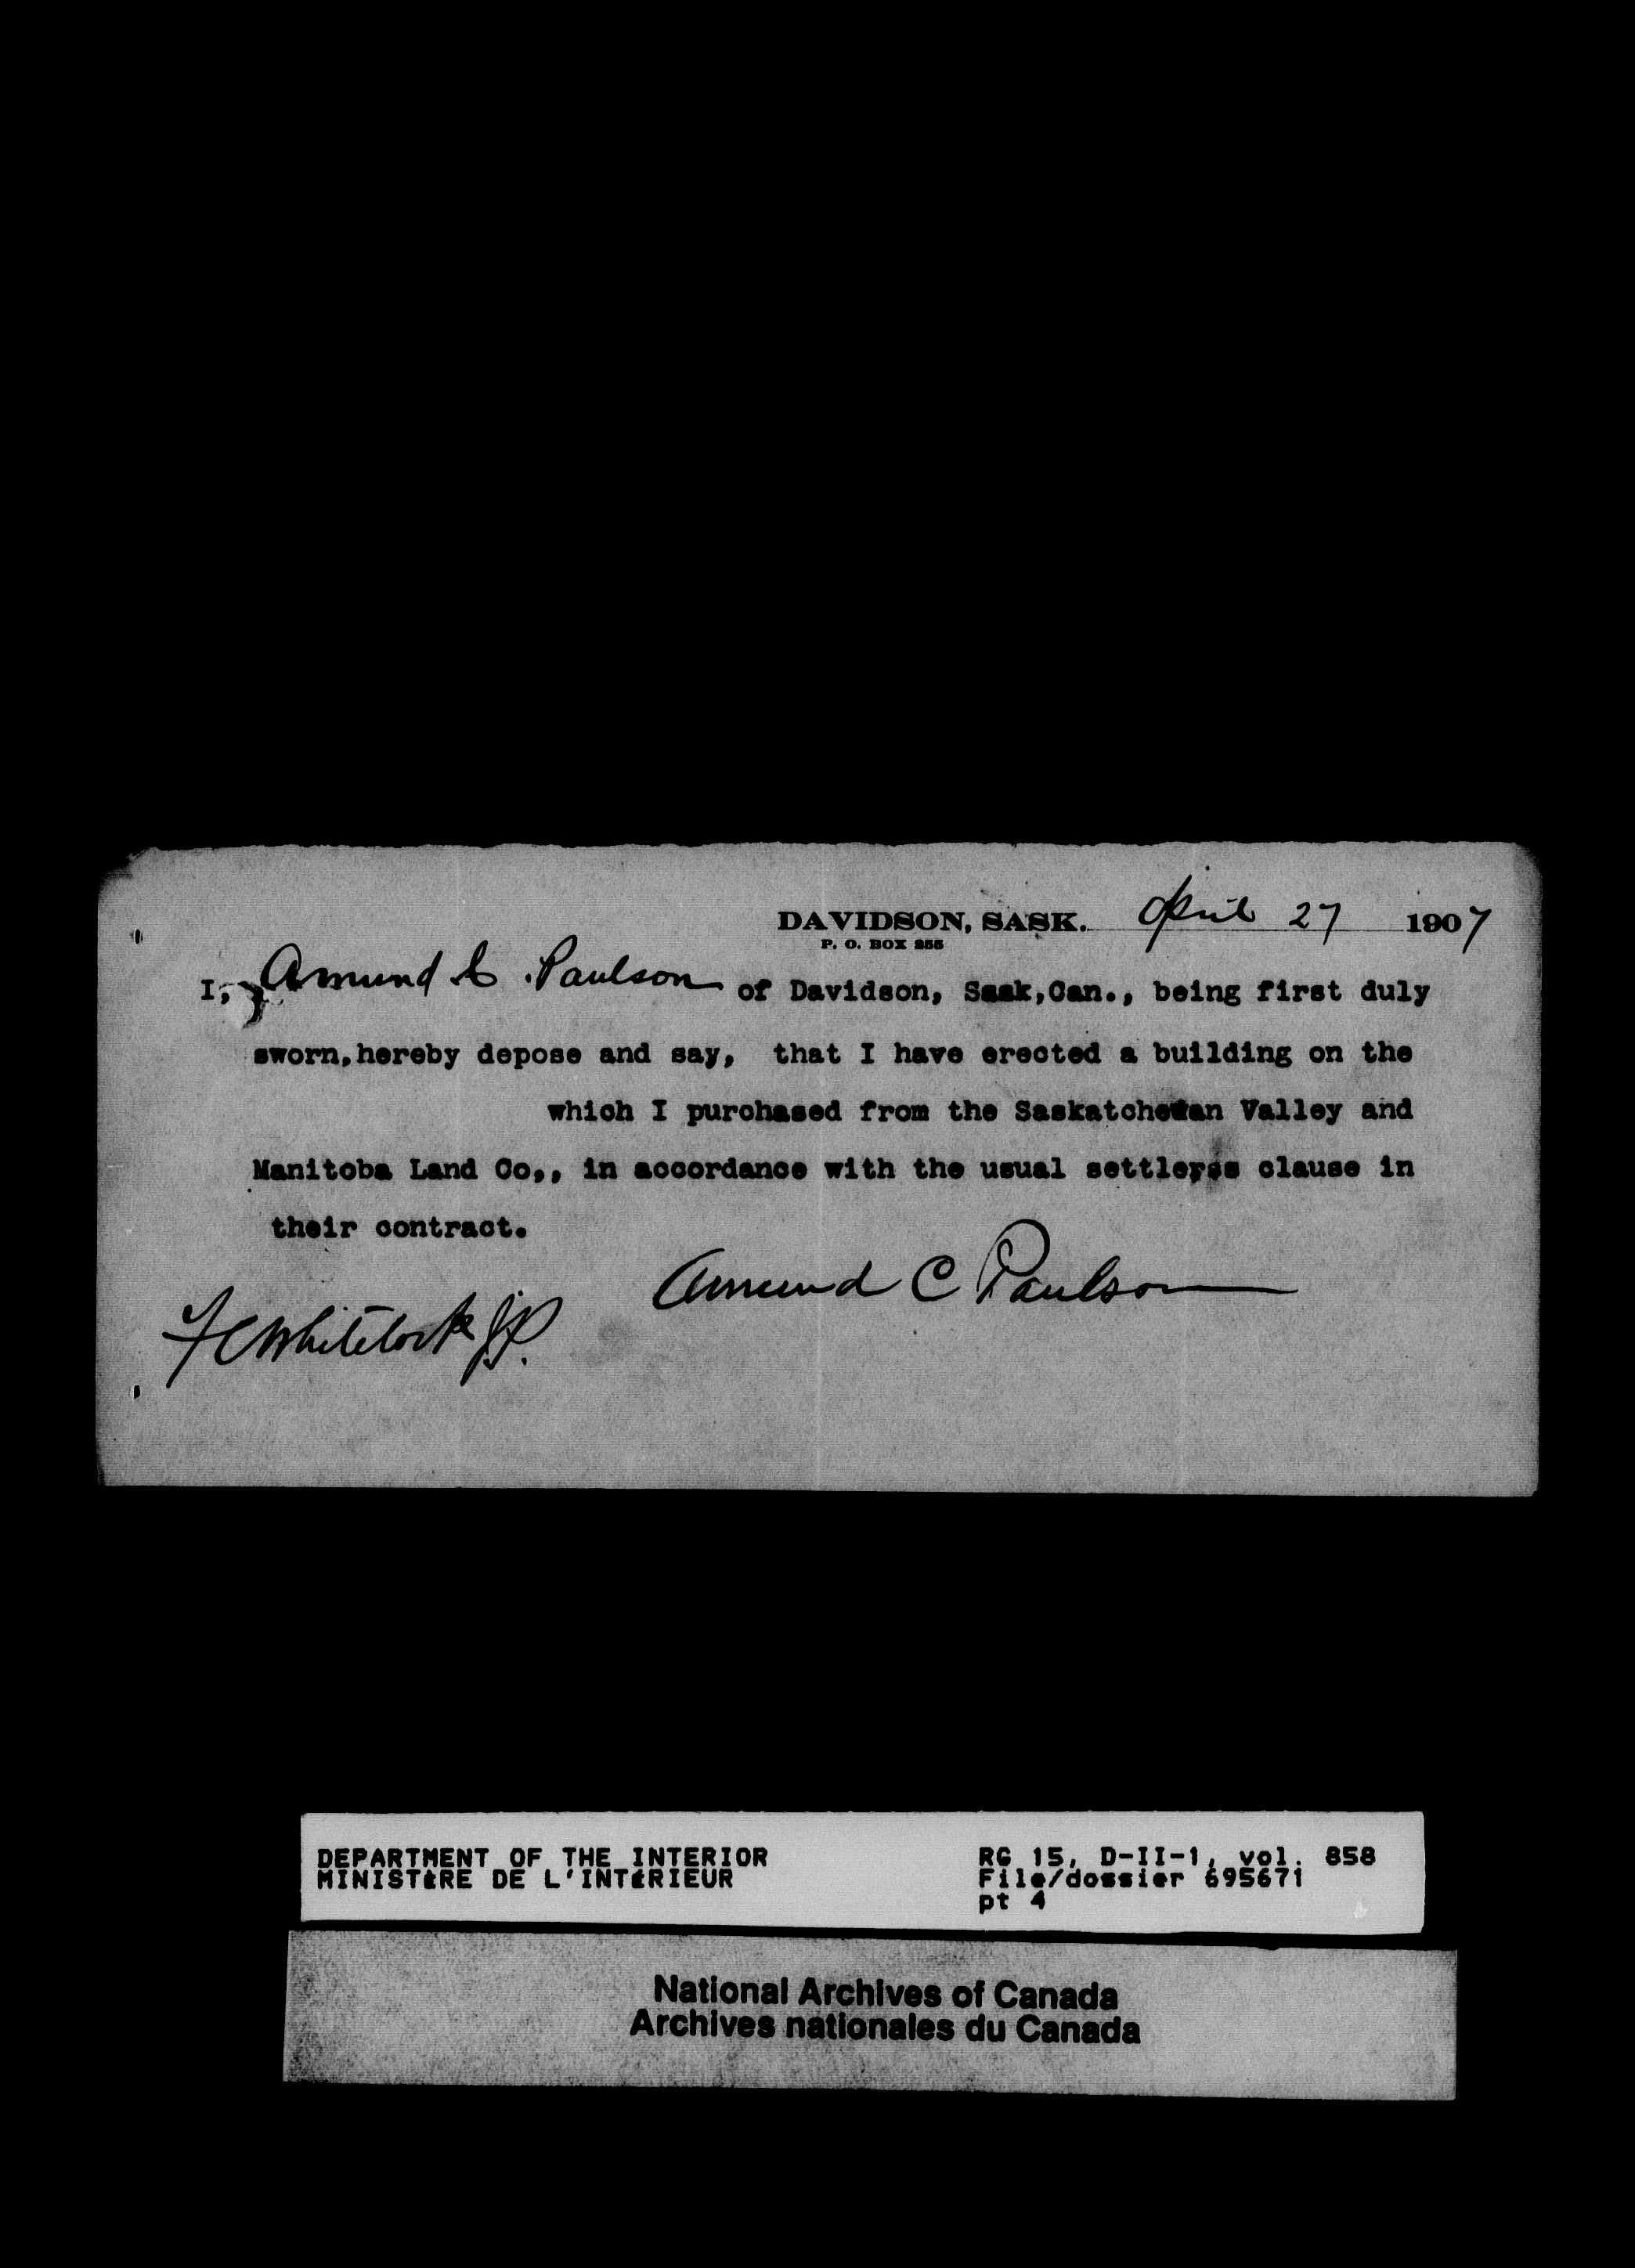 DAVIDSON, SASK. April 27 1907
P. O. BOX 255
I, Amund C. Paulson of Davidson, Sask,Can., being first duly
sworn, hereby depose and say, that I have erected a building on the
which I purchased from the Saskatchewan Valley and
Manitoba Land Co,, in accordance with the usual clause in
their contract.
Amund C Paulson
F C Whitelock J.P.
DEPARTMENT OF THE INTERIOR
MINISTÈRE DE L'INTÉRIEUR
RG 15, D-II-1, vol. 858
File/dossier 695671
pt 4
National Archives of Canada
Archives nationales du Canada